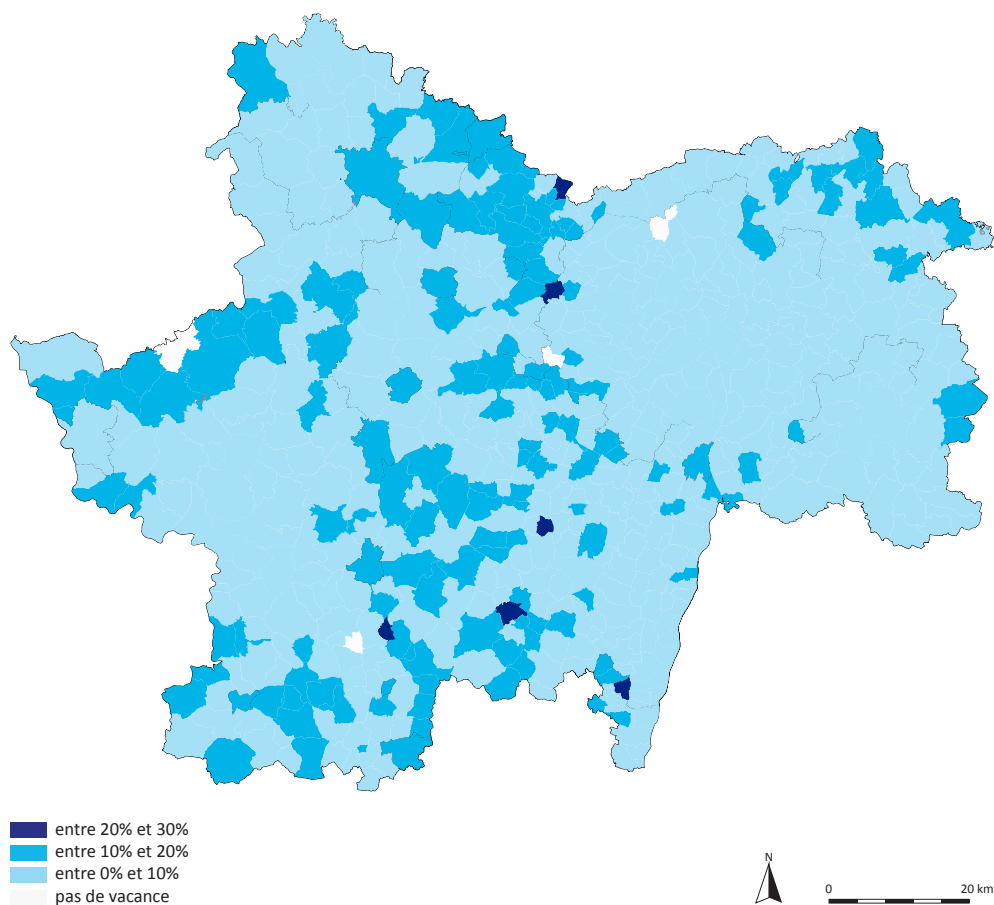 entre 20% et 30%
entre 10% et 20%
entre 0% et 10%
pas de vacance
N
0 20 km